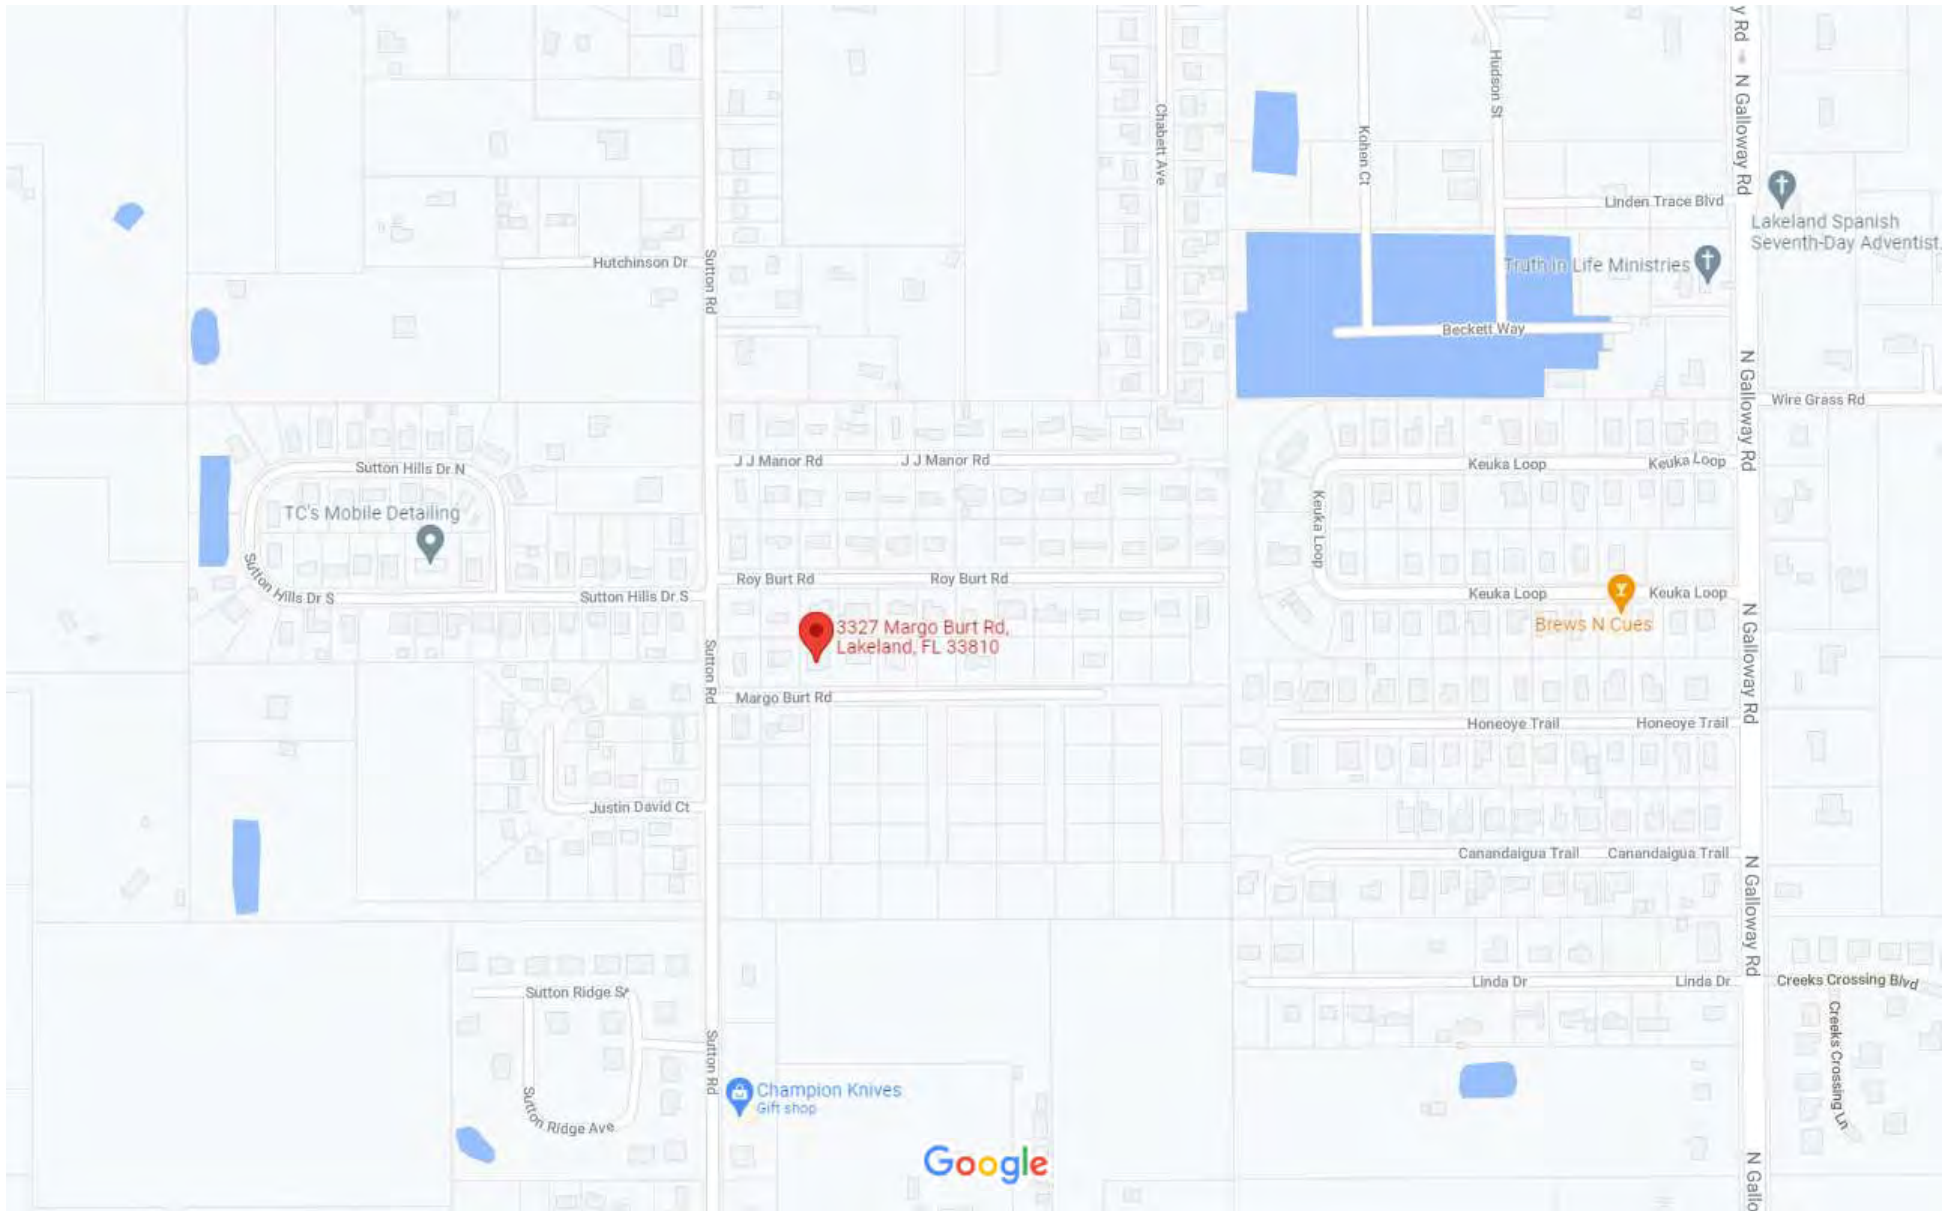 y Rd
N Galloway Rd
Hudson St
Chabett Ave
Kohen Ct
Linden Trace Blvd
Lakeland Spanish
Seventh-Day Adventist
Hutchinson Dr
Sutton Rd
Truth in Life Ministries
Beckett Way
N Galloway Rd
Wire Grass Rd
Sutton Hills Dr N
J J Manor Rd
J J Manor Rd
Keuka Loop
Keuka Loop
TC's Mobile Detailing
Keuka Loop
Sutton Hills Dr S
Sutton Hills Dr S
Roy Burt Rd
Roy Burt Rd
Keuka Loop
Keuka Loop
Brews N Cues
3327 Margo Burt Rd,
Lakeland, FL 33810
Sutton Rd
N Galloway Rd
Margo Burt Rd
Honeoye Trail
Honeoye Trail
Justin David Ct
Canandaigua Trail
Canandaigua Trail
N Galloway Rd
Sutton Ridge St
Linda Dr
Linda Dr
Creeks Crossing Blvd
Creeks Crossing Ln
Sutton Rd
Champion Knives
Gift shop
Sutton Ridge Ave
Google
N Gallo